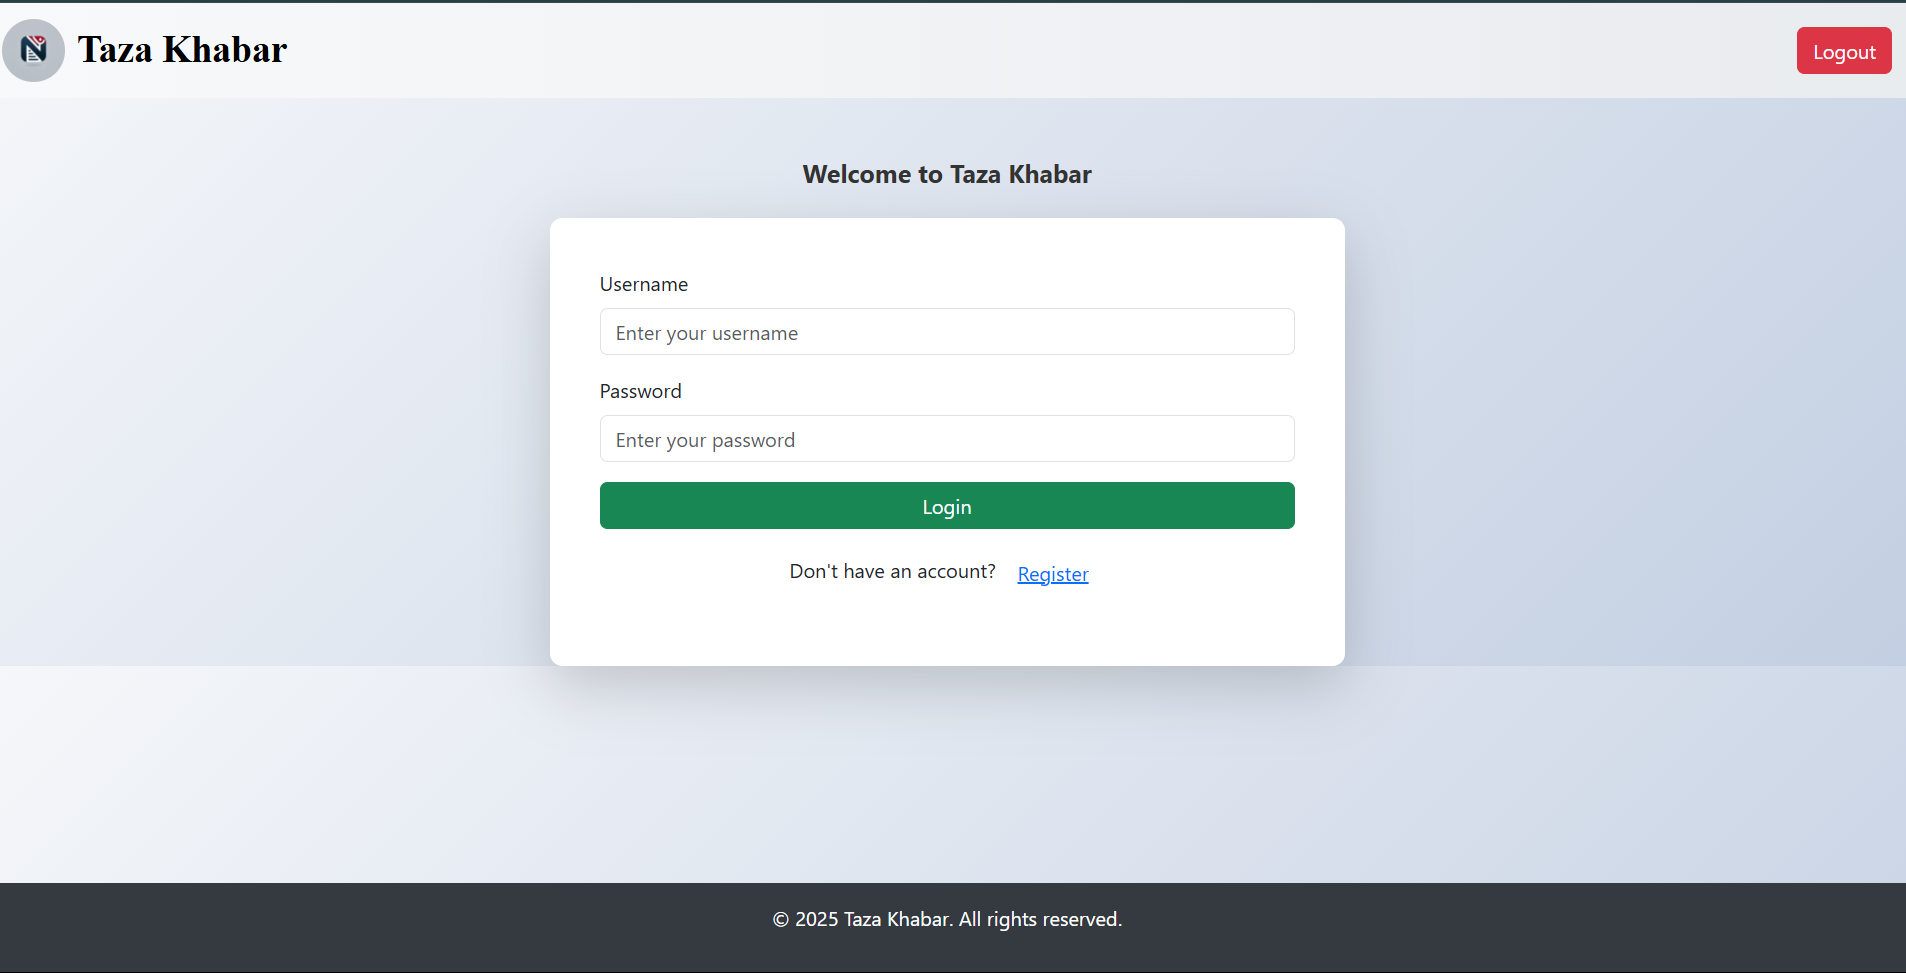 Taza Khabar
Logout
Welcome to Taza Khabar
Username
Enter your username
Password
Enter your password
Login
Don't have an account? Register
© 2025 Taza Khabar. All rights reserved.